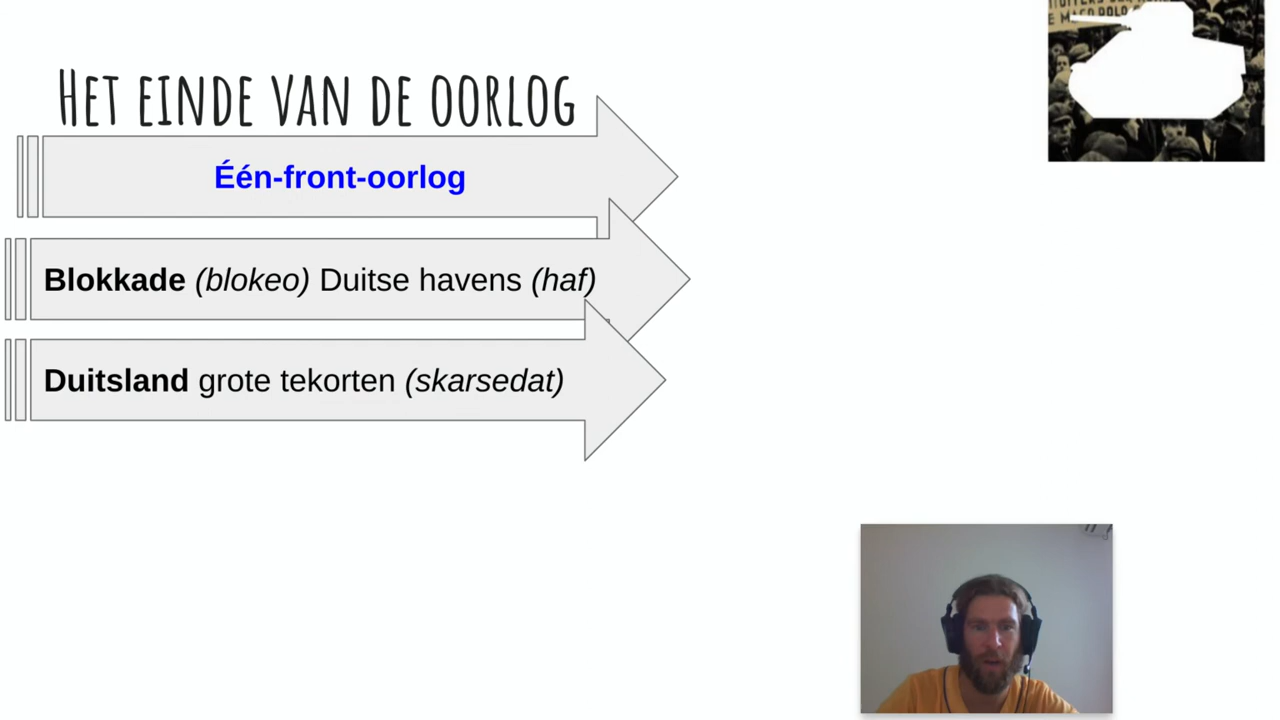 Het einde van de oorlog
Één-front-oorlog
Blokkade (blokeo) Duitse havens (haf)
Duitsland grote tekorten (skarsedat)